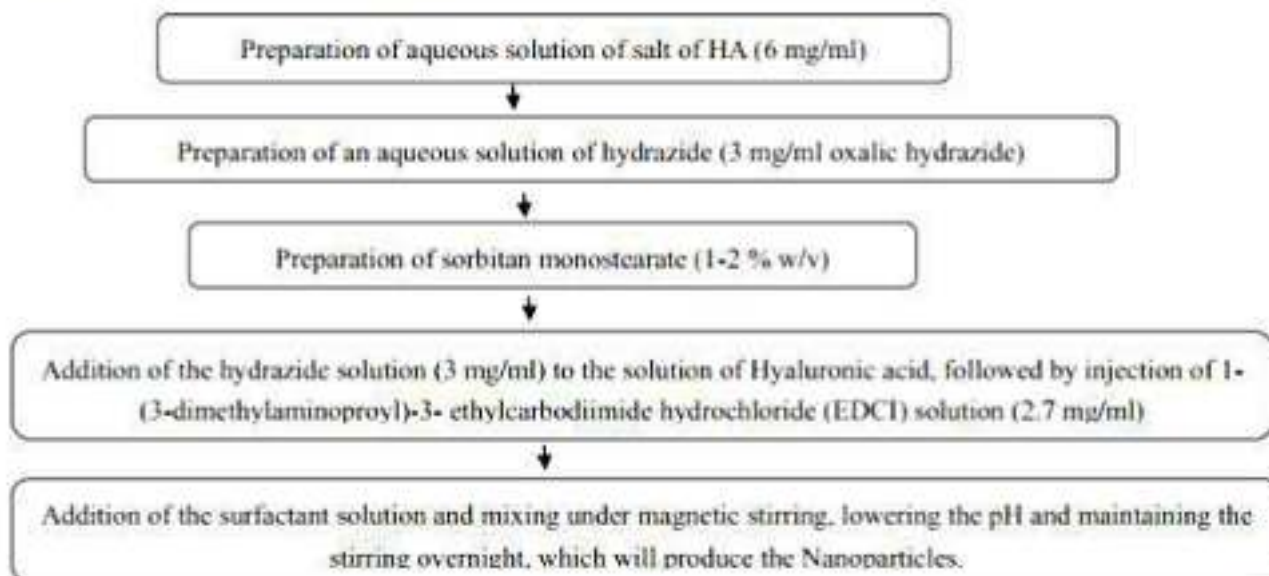 Preparation of aqueous solution of salt of HA (6 mg/ml)
Preparation of an aqueous solution of hydrazide (3 mg/ml oxalic hydrazide)
Preparation of sorbitan monostearate (1-2 % w/v)
Addition of the hydrazide solution (3 mg/ml) to the solution of Hyaluronic acid, followed by injection of 1-
(3-dimethylaminoproyl)-3- ethylcarbodiimide hydrochloride (EDCI) solution (2.7 mg/ml)
Addition of the surfactant solution and mixing under magnetic stirring, lowering the pH and maintaining the
stirring overnight, which will produce the Nanoparticles.